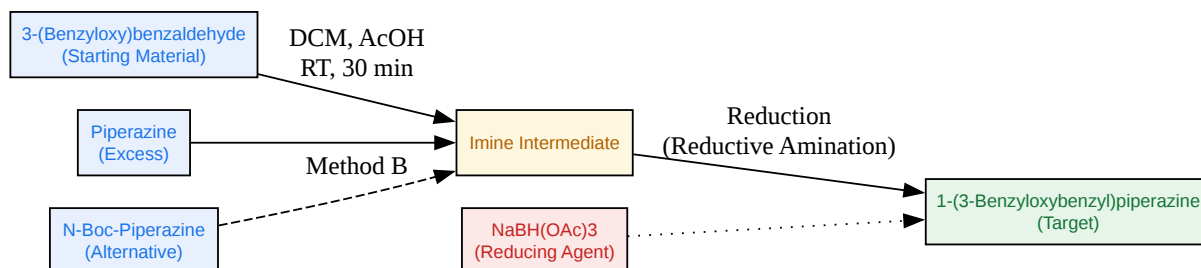 3-(Benzyloxy)benzaldehyde
(Starting Material)
DCM, AcOH
RT, 30 min
Piperazine
(Excess)
Method B
Imine Intermediate
Reduction
(Reductive Amination)
N-Boc-Piperazine
(Alternative)
NaBH(OAc)3
(Reducing Agent)
1-(3-Benzyloxybenzyl)piperazine
(Target)